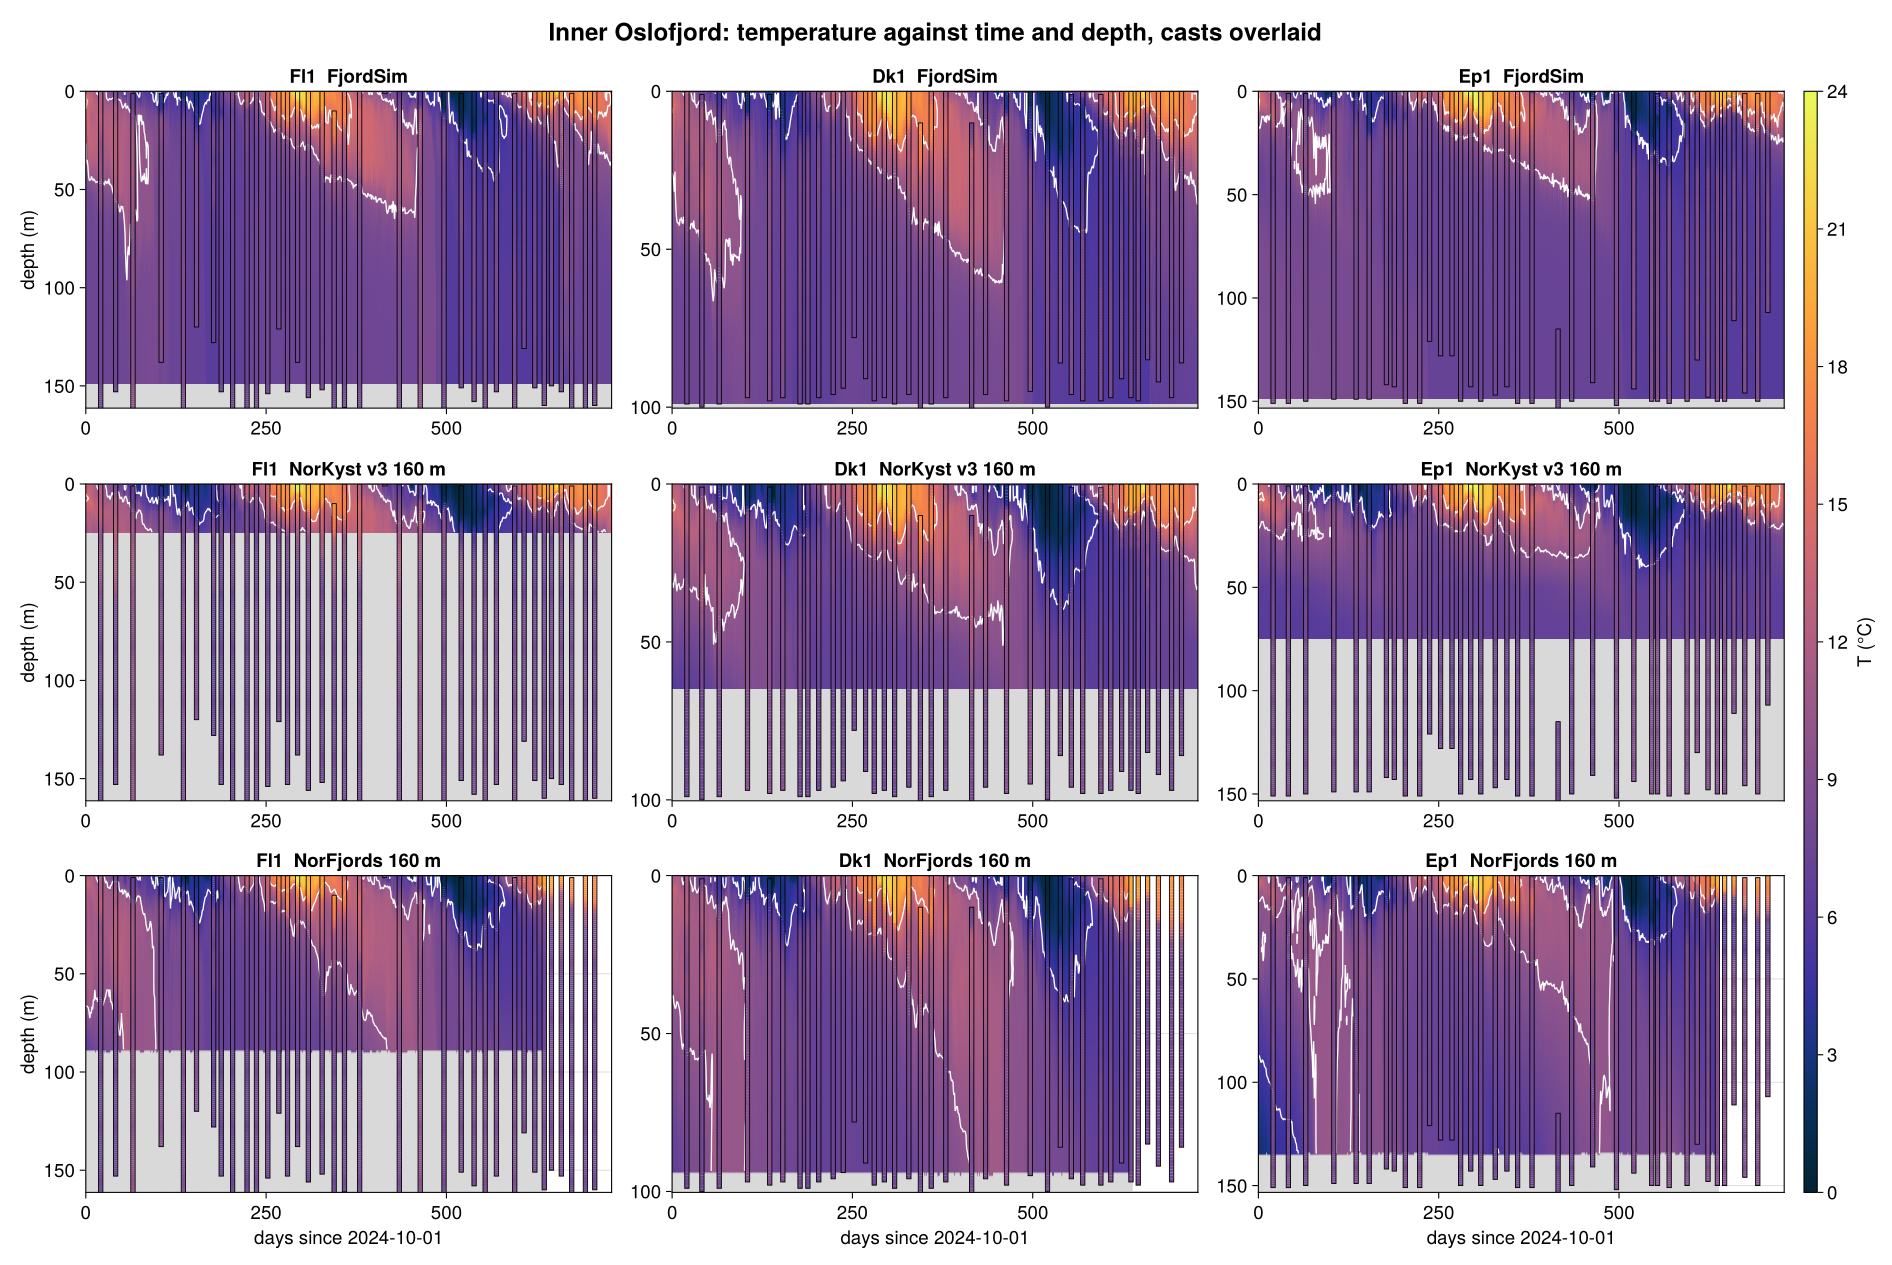 Inner Oslofjord: temperature against time and depth, casts overlaid
Fl1 FjordSim
Dk1 FjordSim
Ep1 FjordSim
0
50
100
150
depth (m)
0 250 500
0
50
100
0 250 500
0
50
100
150
0 250 500
Fl1 NorKyst v3 160 m
Dk1 NorKyst v3 160 m
Ep1 NorKyst v3 160 m
0
50
100
150
depth (m)
0 250 500
0
50
100
0 250 500
0
50
100
150
0 250 500
Fl1 NorFjords 160 m
Dk1 NorFjords 160 m
Ep1 NorFjords 160 m
0
50
100
150
depth (m)
0 250 500
days since 2024-10-01
0
50
100
0 250 500
days since 2024-10-01
0
50
100
150
0 250 500
days since 2024-10-01
24
21
18
15
12
9
6
3
0
T (°C)